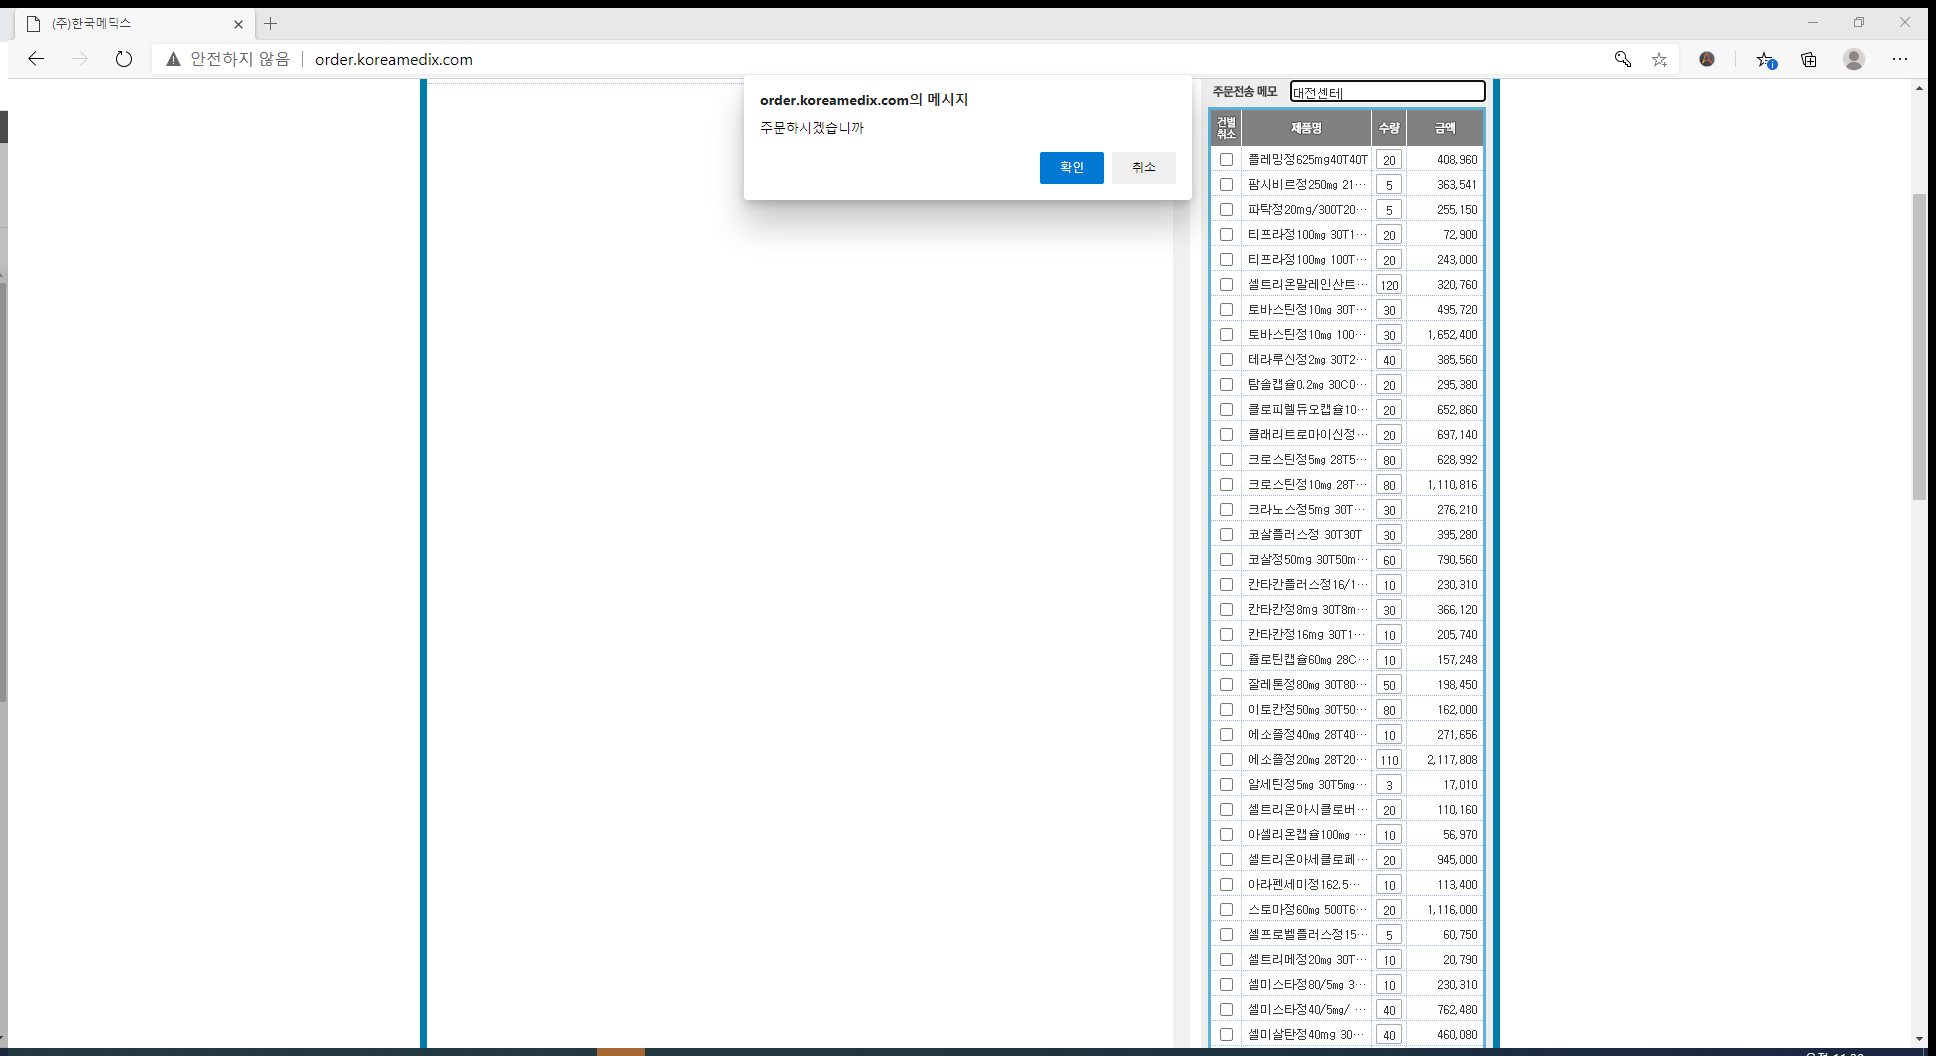 (주)한국메딕스
안전하지 않음 order.koreamedix.com
order.koreamedix.com의 메시지
주문하시겠습니까
확인 취소
주문전송 메모 대전센터
건별취소 제품명 수량 금액
플레밍정625mg40T40T 20 408,960
팜시비르정250mg 21… 5 363,541
파탁정20mg/300T20… 5 255,150
티프라정100mg 30T1… 20 72,900
티프라정100mg 100T… 20 243,000
셀트리온말레인산트… 120 320,760
토바스틴정10mg 30T… 30 495,720
토바스틴정10mg 100… 30 1,652,400
테라루신정2mg 30T2… 40 385,560
탐솔캡슐0.2mg 30C0… 20 295,380
클로피렐듀오캡슐10… 20 652,860
클래리트로마이신정… 20 697,140
크로스틴정5mg 28T5… 80 628,992
크로스틴정10mg 28T… 80 1,110,816
크라노스정5mg 30T… 30 276,210
코살플러스정 30T30T 30 395,280
코살정50mg 30T50m… 60 790,560
칸타칸플러스정16/1… 10 230,310
칸타칸정8mg 30T8m… 30 366,120
칸타칸정16mg 30T1… 10 205,740
쥴로틴캡슐60mg 28C… 10 157,248
잘레톤정80mg 30T80… 50 198,450
이토칸정50mg 30T50… 80 162,000
에소졸정40mg 28T40… 10 271,656
에소졸정20mg 28T20… 110 2,117,808
알세틴정5mg 30T5mg… 3 17,010
셀트리온아시클로버… 20 110,160
아셀리온캡슐100mg … 10 56,970
셀트리온아세클로페… 20 945,000
아라펜세미정162.5… 10 113,400
스토마정60mg 500T6… 20 1,116,000
셀프로벨플러스정15… 5 60,750
셀트리메정20mg 30T… 10 20,790
셀미스타정80/5mg 3… 10 230,310
셀미스타정40/5mg/ … 40 762,480
셀미살탄정40mg 30… 40 460,080